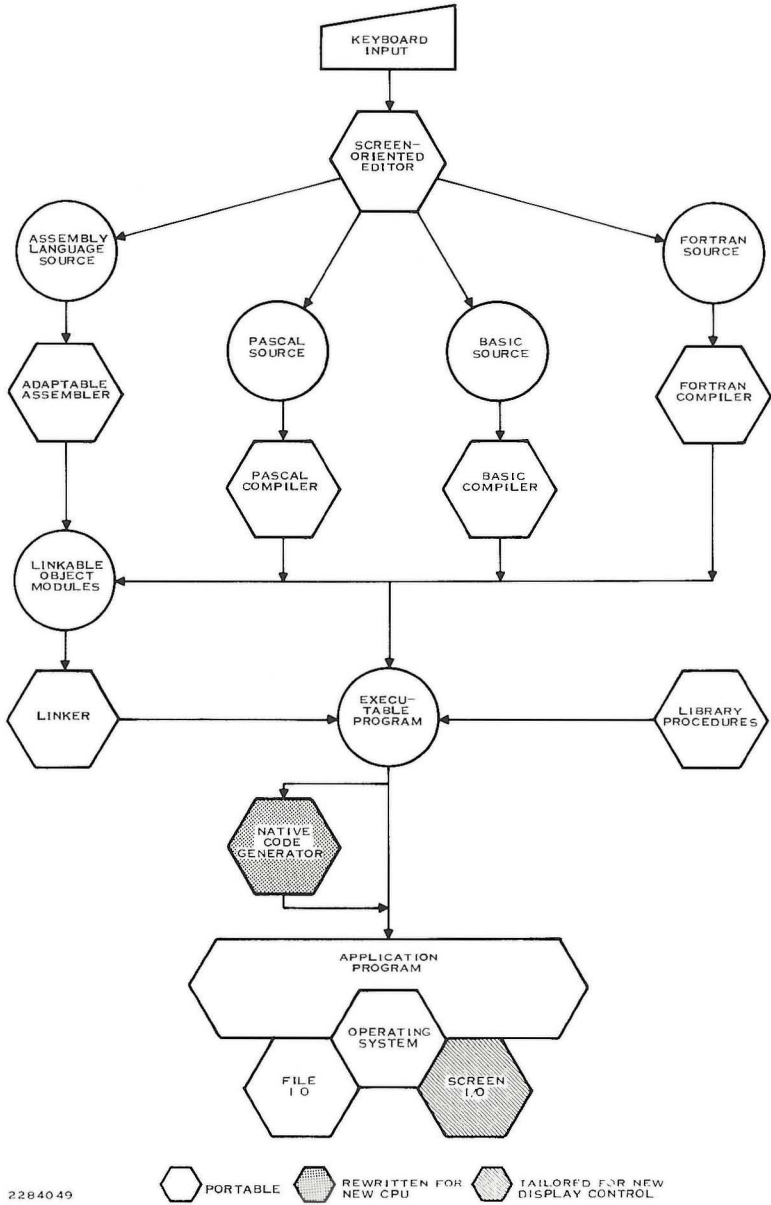 KEYBOARD
INPUT
SCREEN-
ORIENTED
EDITOR
ASSEMBLY
LANGUAGE
SOURCE
FORTRAN
SOURCE
PASCAL
SOURCE
BASIC
SOURCE
ADAPTABLE
ASSEMBLER
FORTRAN
COMPILER
PASCAL
COMPILER
BASIC
COMPILER
LINKABLE
OBJECT
MODULES
LINKER
EXECU-
TABLE
PROGRAM
LIBRARY
PROCEDURES
NATIVE
CODE
GENERATOR
APPLICATION
PROGRAM
OPERATING
SYSTEM
FILE
I O
SCREEN
I/O
2284049
PORTABLE
REWRITTEN FOR
NEW CPU
TAILORED FOR NEW
DISPLAY CONTROL